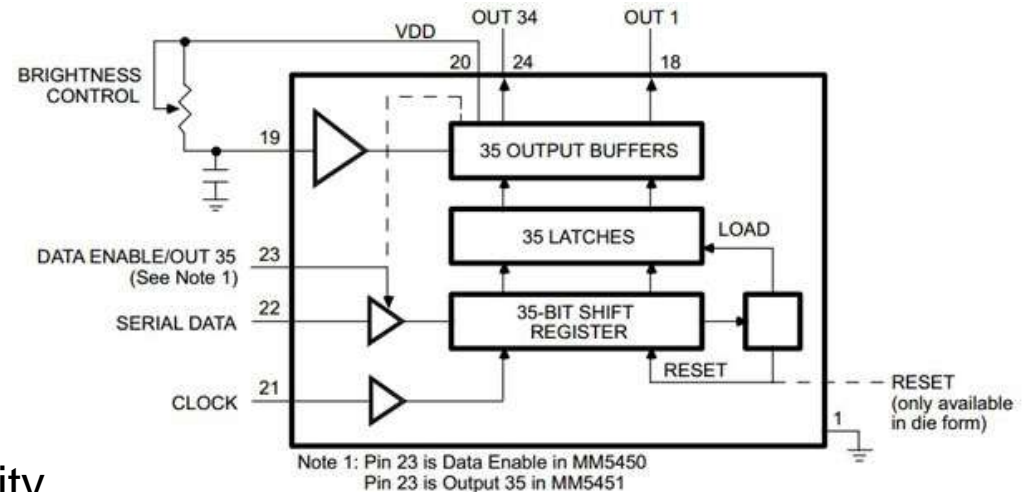 OUT 34
OUT 1
VDD
20
24
18
BRIGHTNESS
CONTROL
19
35 OUTPUT BUFFERS
35 LATCHES
LOAD
DATA ENABLE/OUT 35
23
(See Note 1)
SERIAL DATA
22
35-BIT SHIFT
REGISTER
RESET
RESET
(only available
in die form)
CLOCK
21
1
Note 1: Pin 23 is Data Enable in MM5450
Pin 23 is Output 35 in MM5451
ity